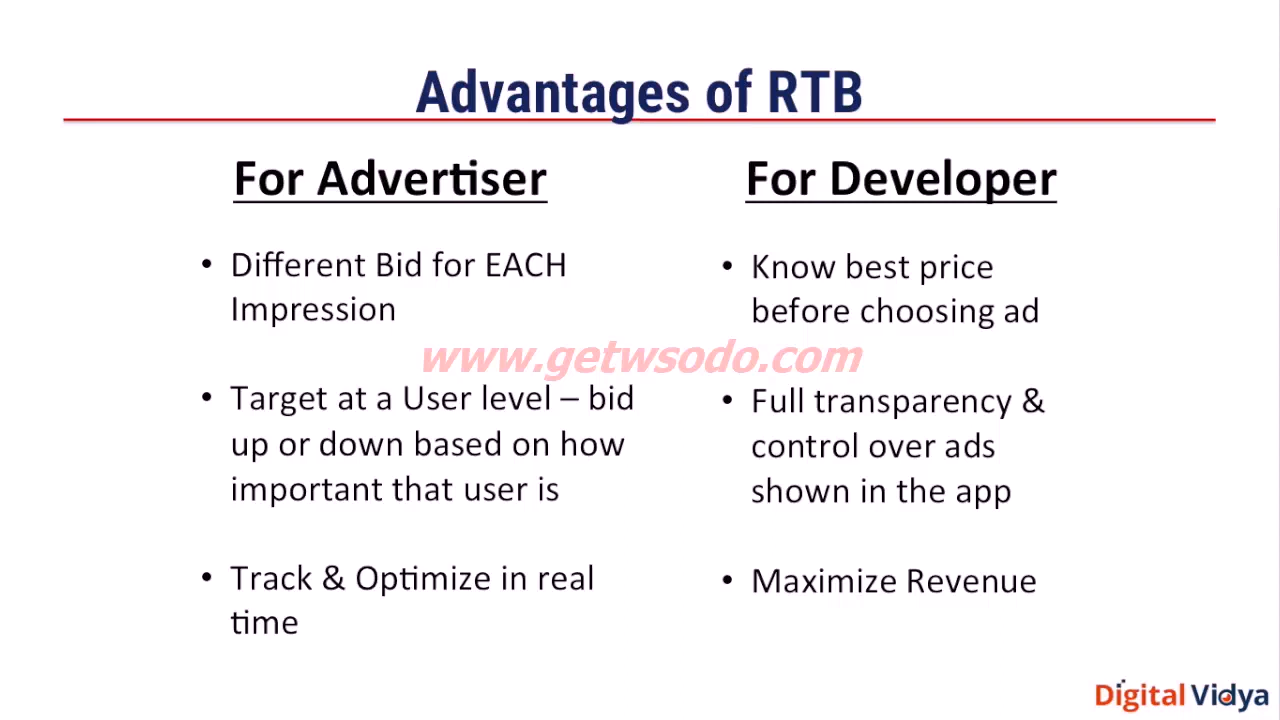 Advantages of RTB
For Advertiser
• Different Bid for EACH
Impression
• Target at a User level – bid
up or down based on how
important that user is
• Track & Optimize in real
time
For Developer
• Know best price
before choosing ad
• Full transparency &
control over ads
shown in the app
• Maximize Revenue
www.getwsodo.com
Digital Vidya